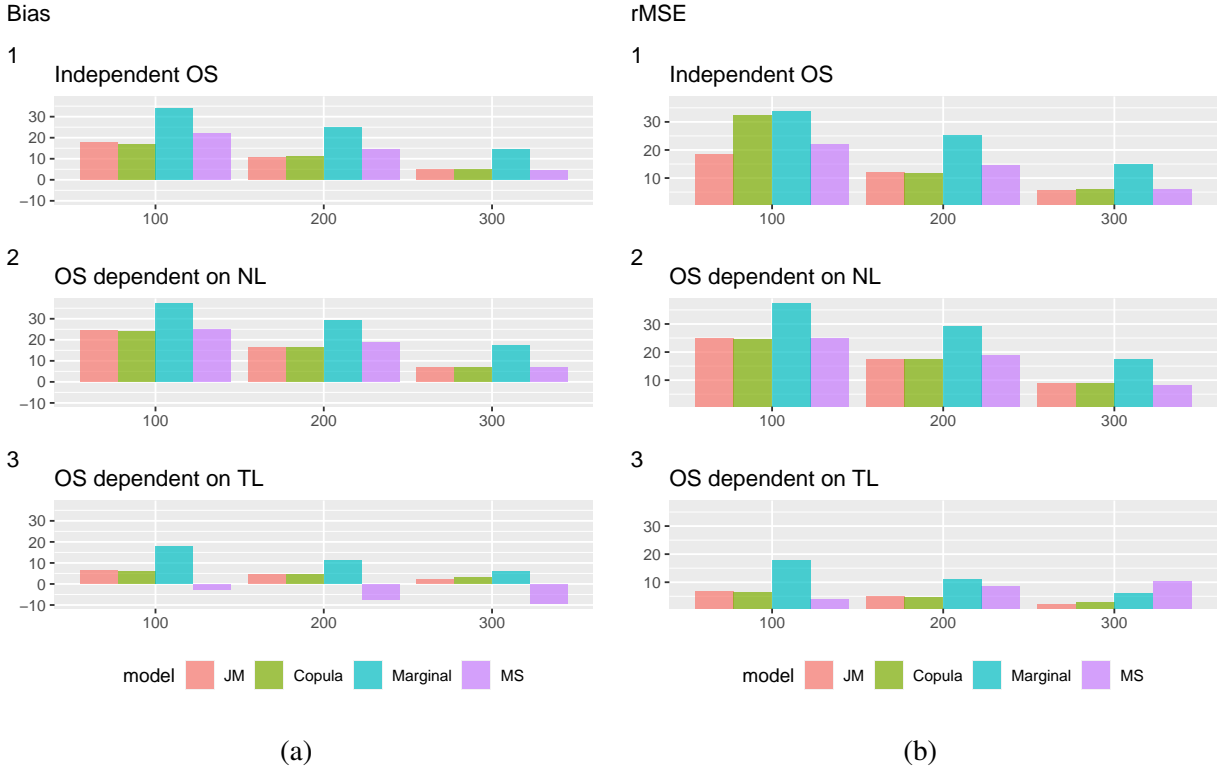 Bias
1
Independent OS
30
20
10
0
−10
100 200 300
2
OS dependent on NL
30
20
10
0
−10
100 200 300
3
OS dependent on TL
30
20
10
0
−10
100 200 300
model JM Copula Marginal MS
(a)
rMSE
1
Independent OS
30
20
10
100 200 300
2
OS dependent on NL
30
20
10
100 200 300
3
OS dependent on TL
30
20
10
100 200 300
model JM Copula Marginal MS
(b)